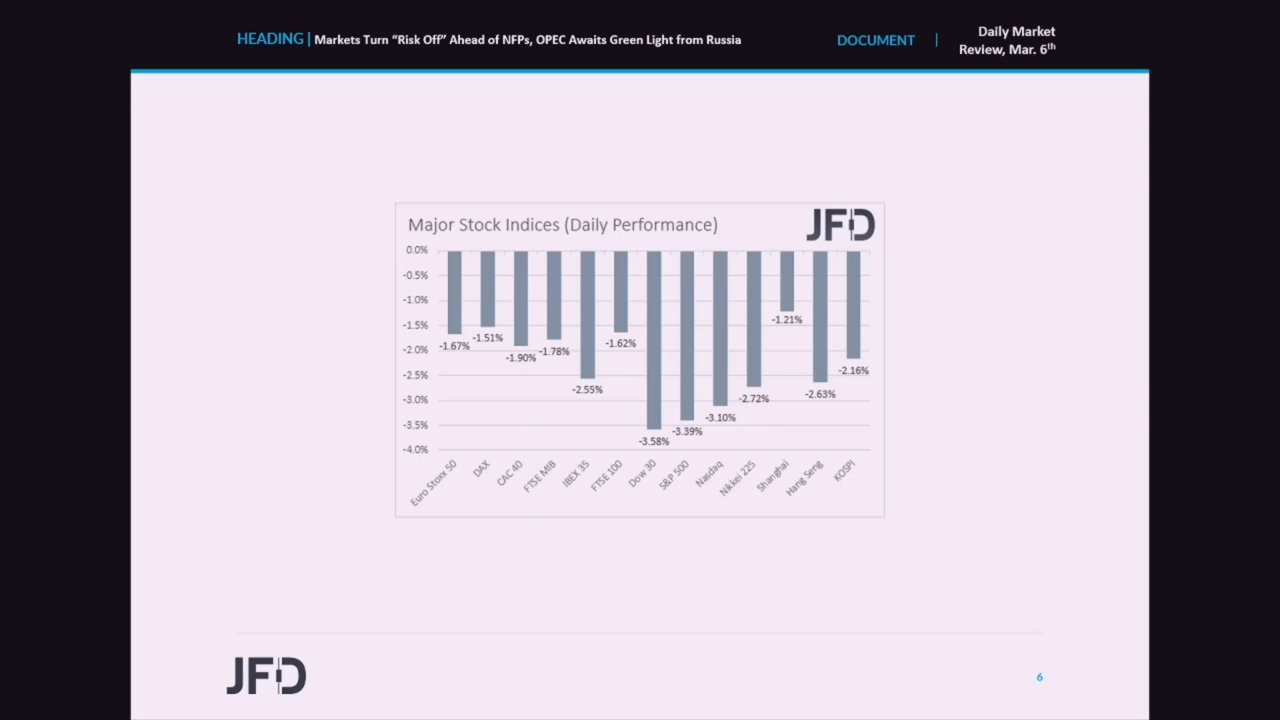 HEADING | Markets Turn “Risk Off” Ahead of NFPs, OPEC Awaits Green Light from Russia
DOCUMENT |
Daily Market
Review, Mar. 6th
Major Stock Indices (Daily Performance)
JFD
0.0%
-0.5%
-1.0%
-1.5%
-2.0%
-2.5%
-3.0%
-3.5%
-4.0%
-1.67%
-1.51%
-1.90%
-1.78%
-2.55%
-1.62%
-3.58%
-3.39%
-3.10%
-2.72%
-1.21%
-2.63%
-2.16%
Euro Stoxx 50
DAX
CAC 40
FTSE MIB
IBEX 35
FTSE 100
Dow 30
S&P 500
Nasdaq
Nikkei 225
Shanghai
Hang Seng
KOSPI
JFD
6